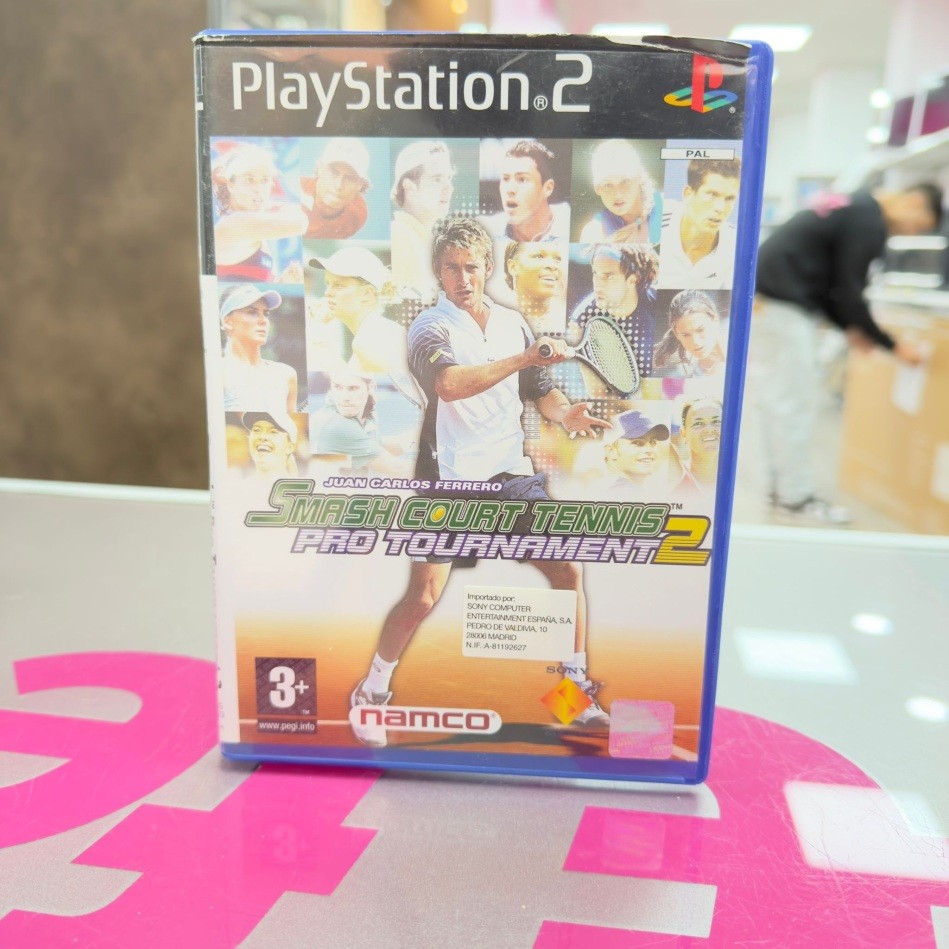 PlayStation®2
PAL
JUAN CARLOS FERRERO
SMASH COURT TENNIS™
PRO TOURNAMENT 2
Importado por:
SONY COMPUTER
ENTERTAINMENT ESPAÑA, S.A.
PEDRO DE VALDIVIA, 10
28006 MADRID
N.I.F.:A-81192627
SONY
3+™
www.pegi.info
namco®